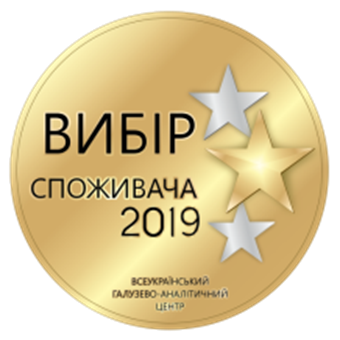 ВИБІР
СПОЖИВАЧА
2019
ВСЕУКРАЇНСЬКИЙ
ГАЛУЗЕВО-АНАЛІТИЧНИЙ
ЦЕНТР